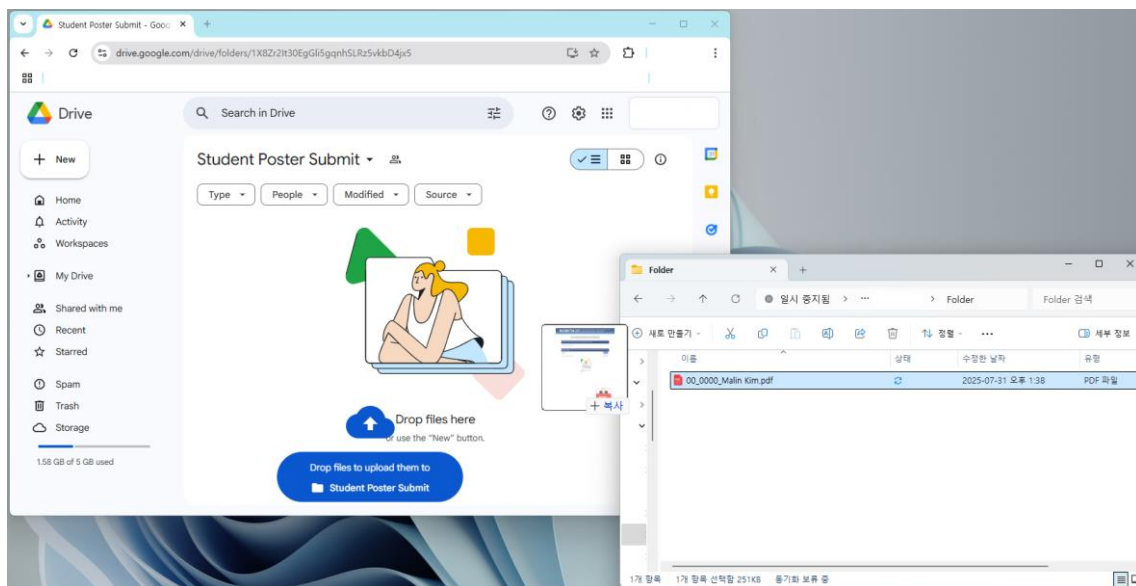 Student Poster Submit - Goog
drive.google.com/drive/folders/1X8Zr2It30EgGli5gqnhSLRz5vkbD4jx5
Drive
Search in Drive
New
Student Poster Submit
Type
People
Modified
Source
Home
Activity
Workspaces
My Drive
Shared with me
Recent
Starred
Spam
Trash
Storage
1.58 GB of 5 GB used
Drop files here
or use the "New" button.
Drop files to upload them to
Student Poster Submit
+ 복사
Folder
일시 중지됨 > ··· > Folder
Folder 검색
새로 만들기
정렬
세부 정보
이름 상태 수정한 날짜 유형
00_0000_Malin Kim.pdf 2025-07-31 오후 1:38 PDF 파일
1개 항목 1개 항목 선택함 251KB 동기화 보류 중